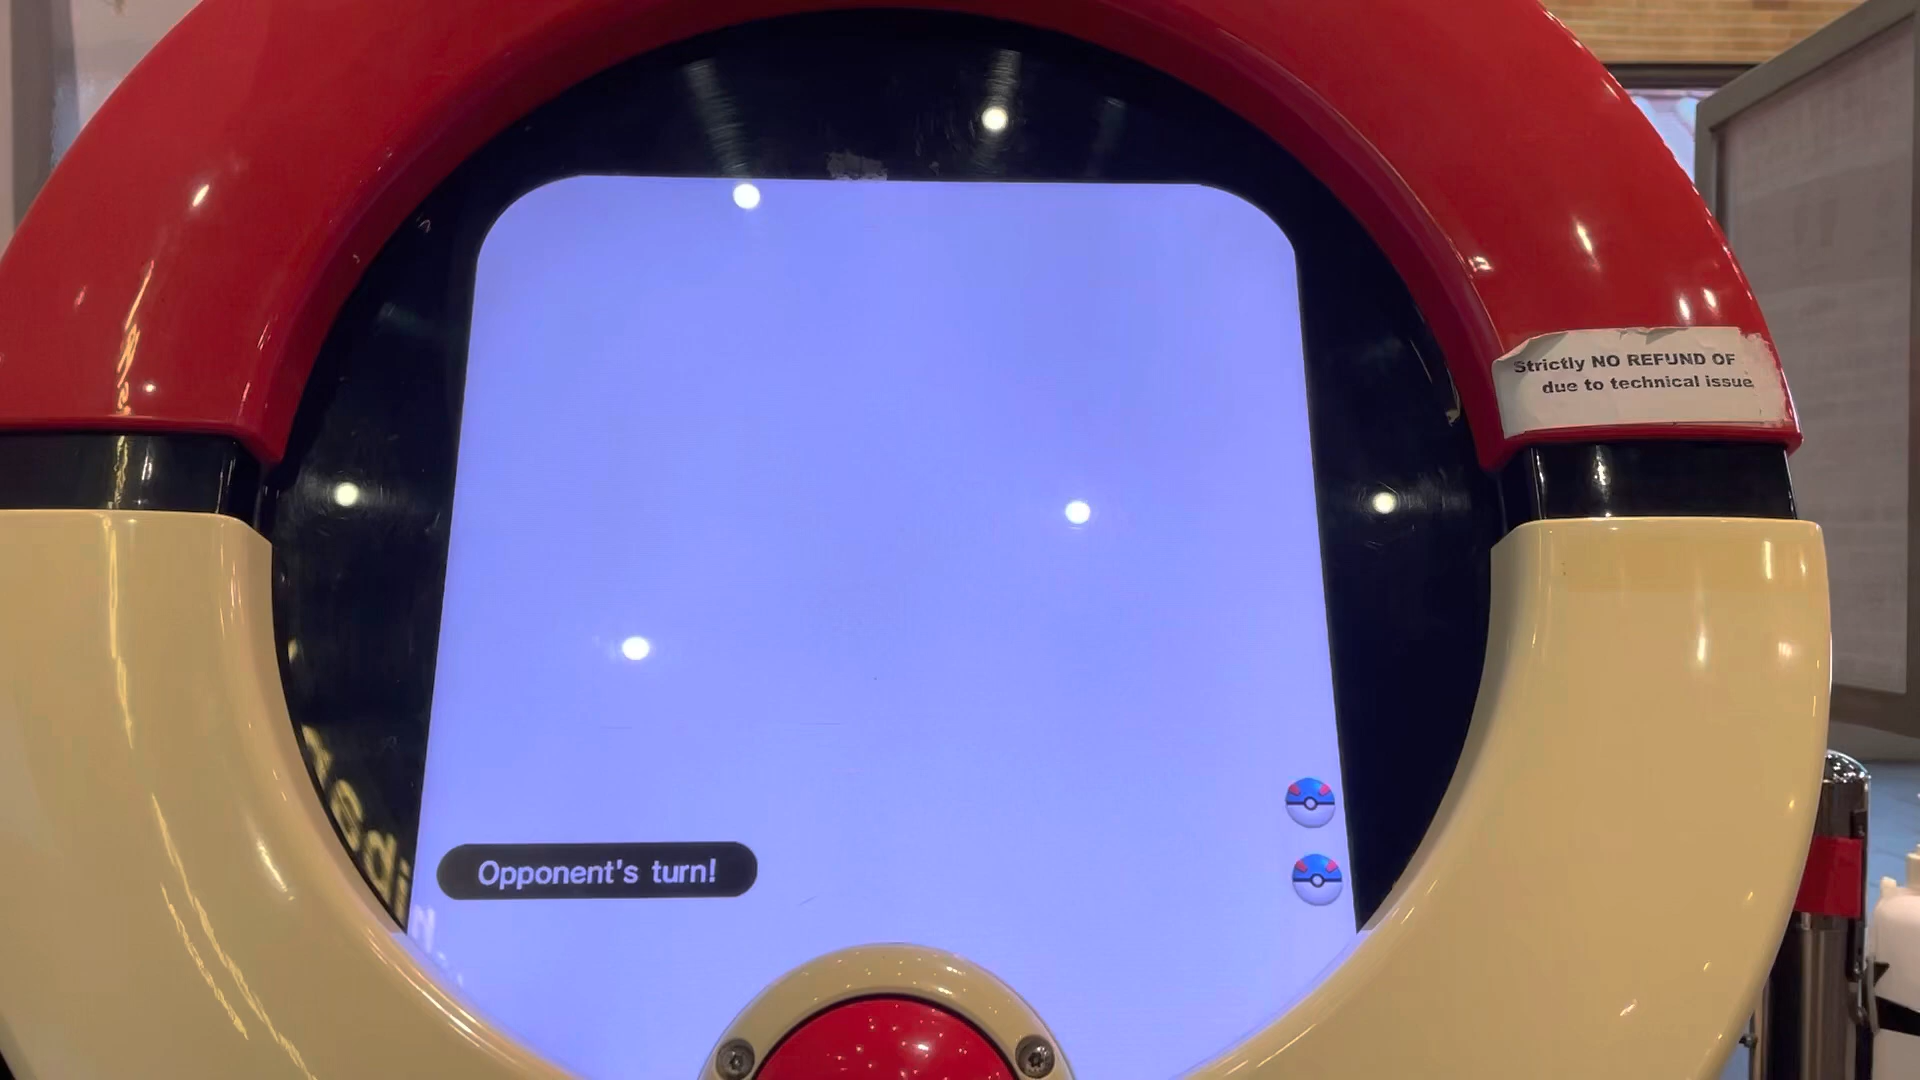 Strictly NO REFUND OF
due to technical issue
Opponent's turn!